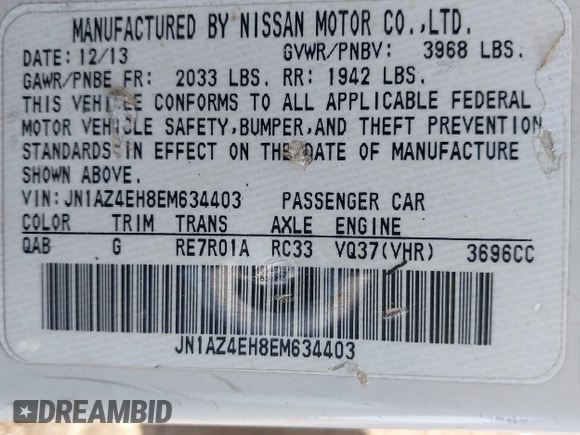 MANUFACTURED BY NISSAN MOTOR CO.,LTD.
DATE: 12/13 GVWR/PNBV: 3968 LBS.
GAWR/PNBE FR: 2033 LBS. RR: 1942 LBS.
THIS VEHICLE CONFORMS TO ALL APPLICABLE FEDERAL
MOTOR VEHICLE SAFETY,BUMPER,AND THEFT PREVENTION
STANDARDS IN EFFECT ON THE DATE OF MANUFACTURE
SHOWN ABOVE.
VIN:JN1AZ4EH8EM634403 PASSENGER CAR
COLOR TRIM TRANS AXLE ENGINE
QAB G RE7R01A RC33 VQ37(VHR) 3696CC
JN1AZ4EH8EM634403
DREAMBID